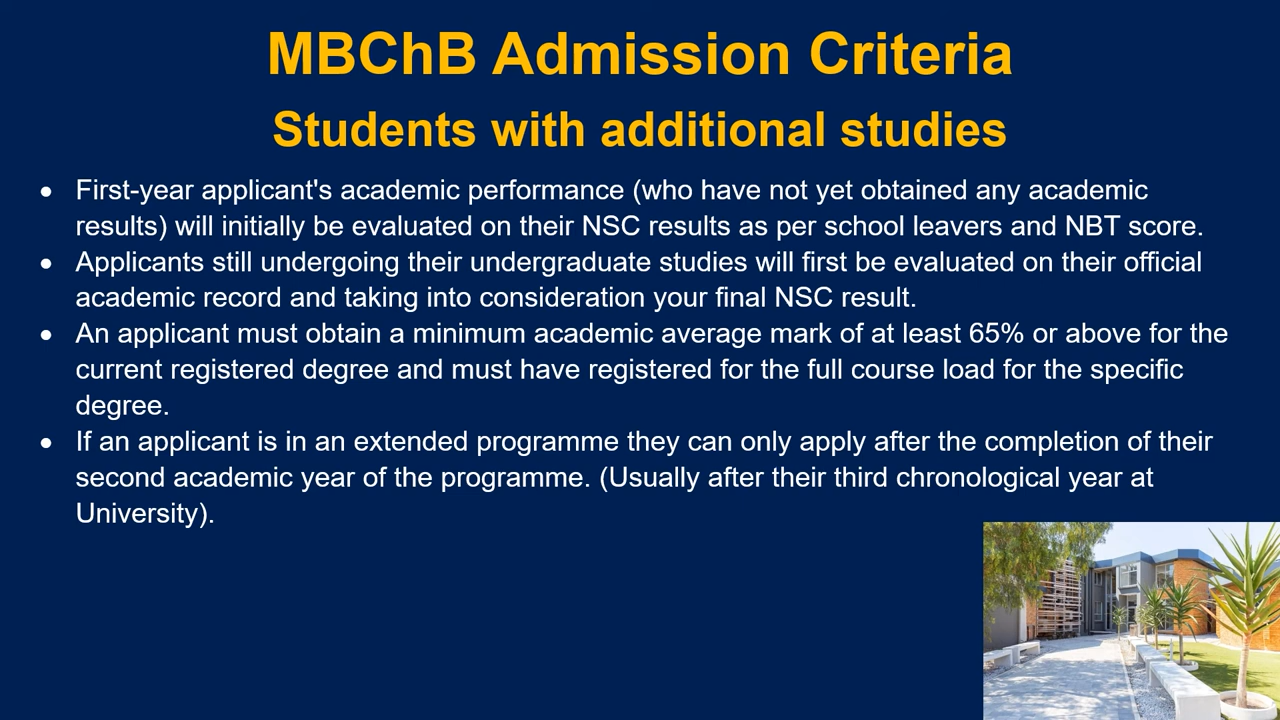 MBChB Admission Criteria
Students with additional studies
• First-year applicant's academic performance (who have not yet obtained any academic
results) will initially be evaluated on their NSC results as per school leavers and NBT score.
• Applicants still undergoing their undergraduate studies will first be evaluated on their official
academic record and taking into consideration your final NSC result.
• An applicant must obtain a minimum academic average mark of at least 65% or above for the
current registered degree and must have registered for the full course load for the specific
degree.
• If an applicant is in an extended programme they can only apply after the completion of their
second academic year of the programme. (Usually after their third chronological year at
University).